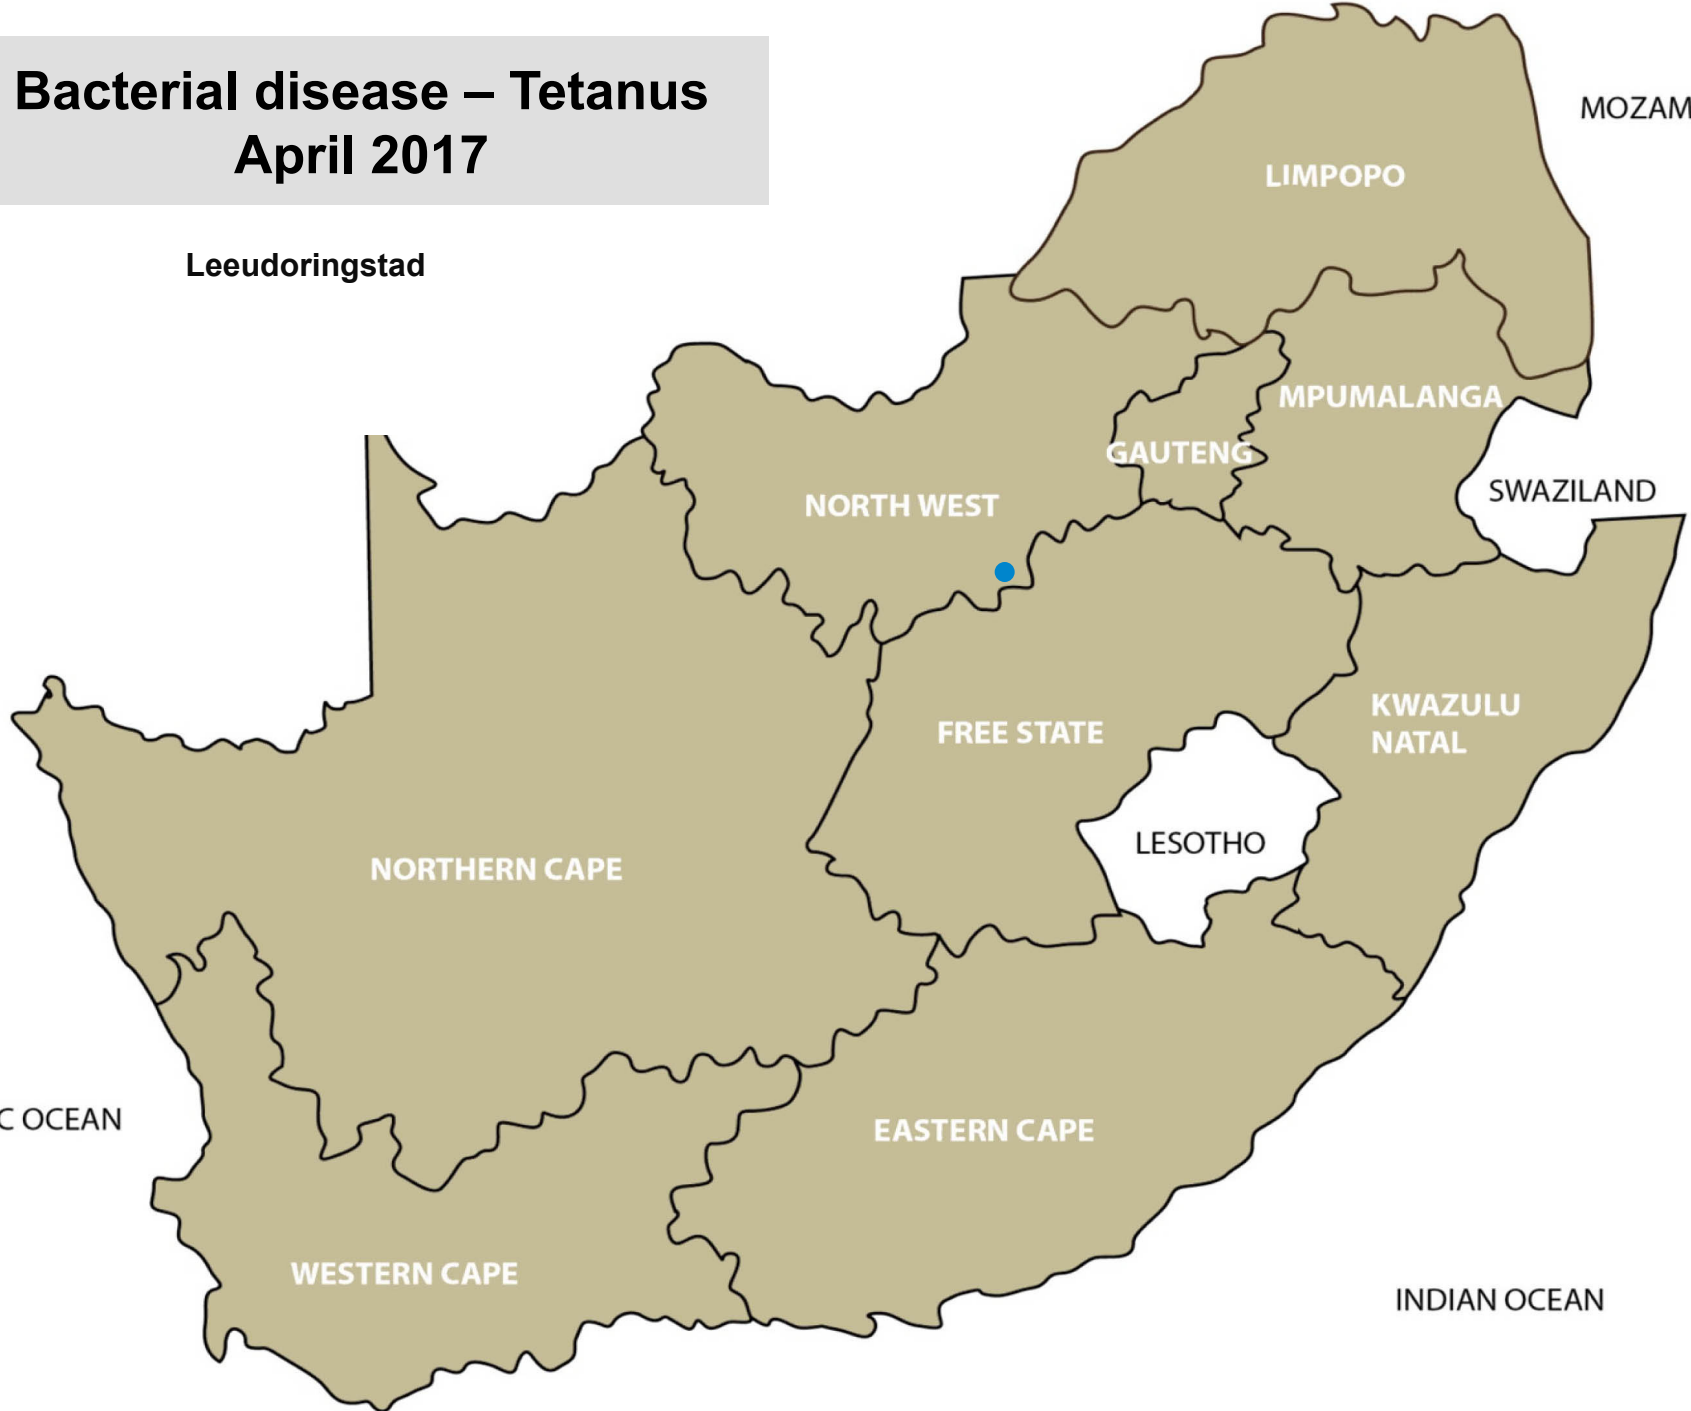 Bacterial disease – Tetanus
April 2017
Leeudoringstad
MOZAM
LIMPOPO
MPUMALANGA
GAUTENG
SWAZILAND
NORTH WEST
KWAZULU
NATAL
FREE STATE
LESOTHO
NORTHERN CAPE
C OCEAN
EASTERN CAPE
WESTERN CAPE
INDIAN OCEAN